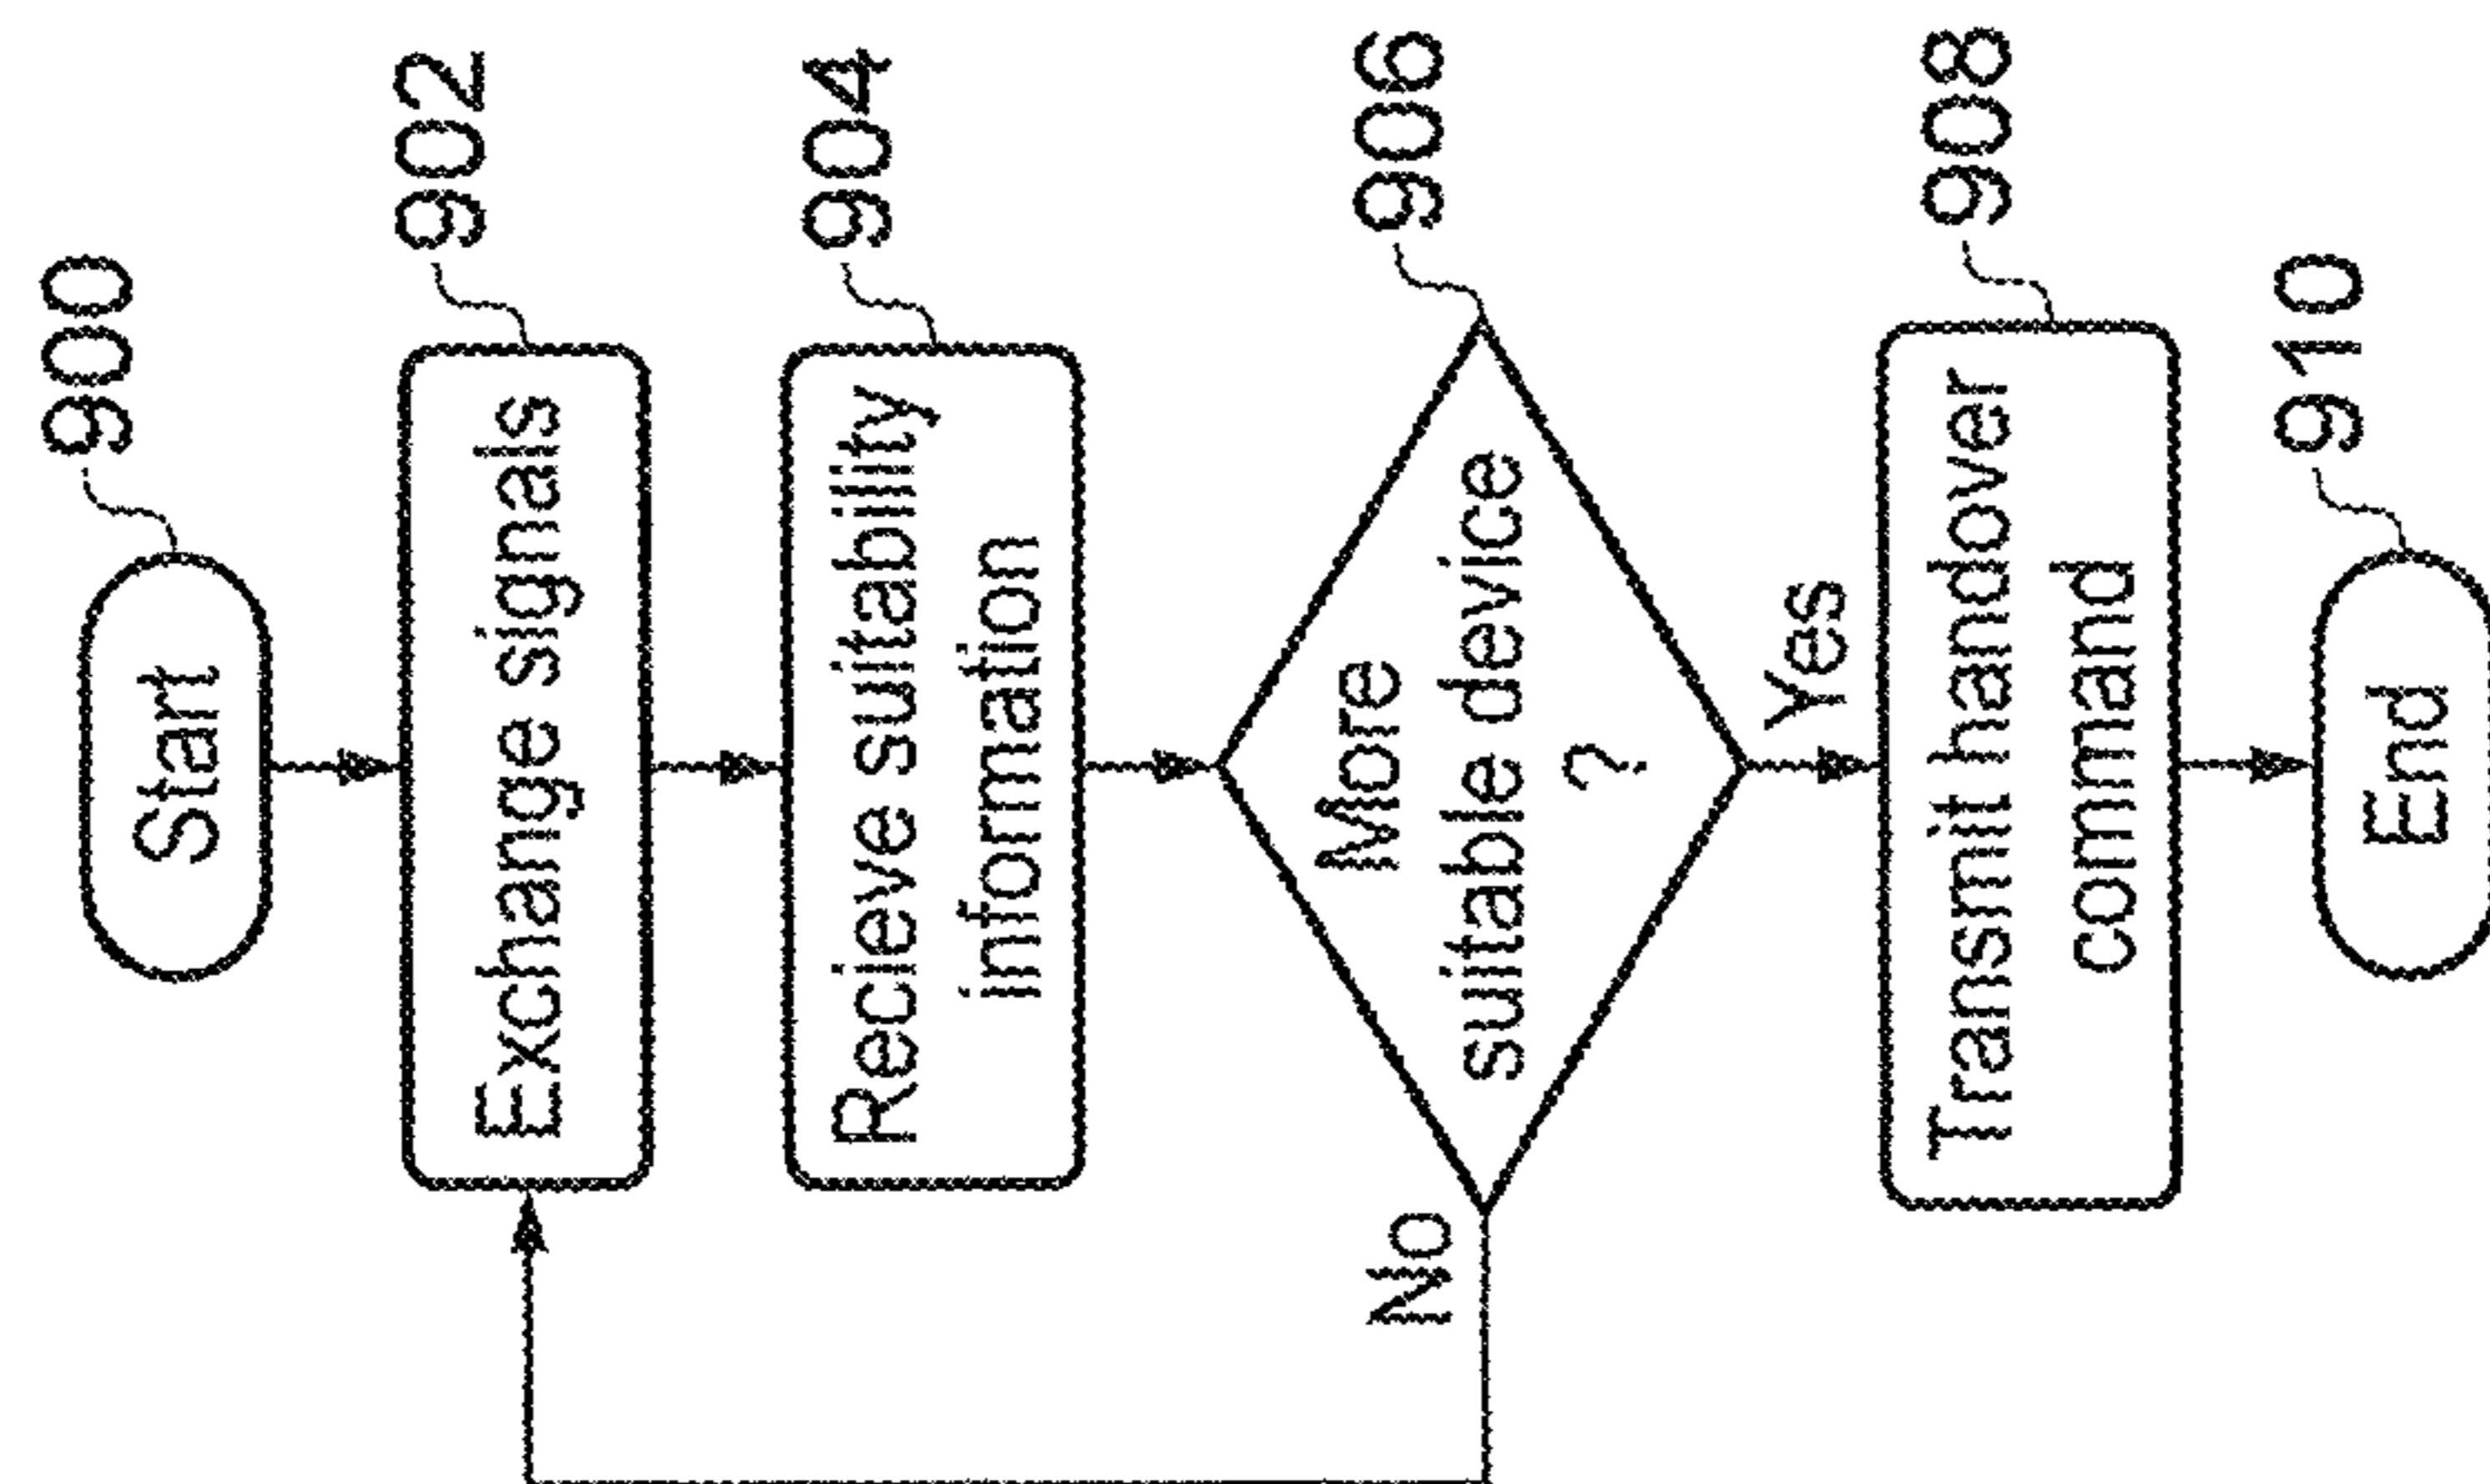 Start
900
Exchange signals
902
Recieve suitability
information
904
More
suitable device
?
906
No
Yes
Transmit handover
command
908
End
910